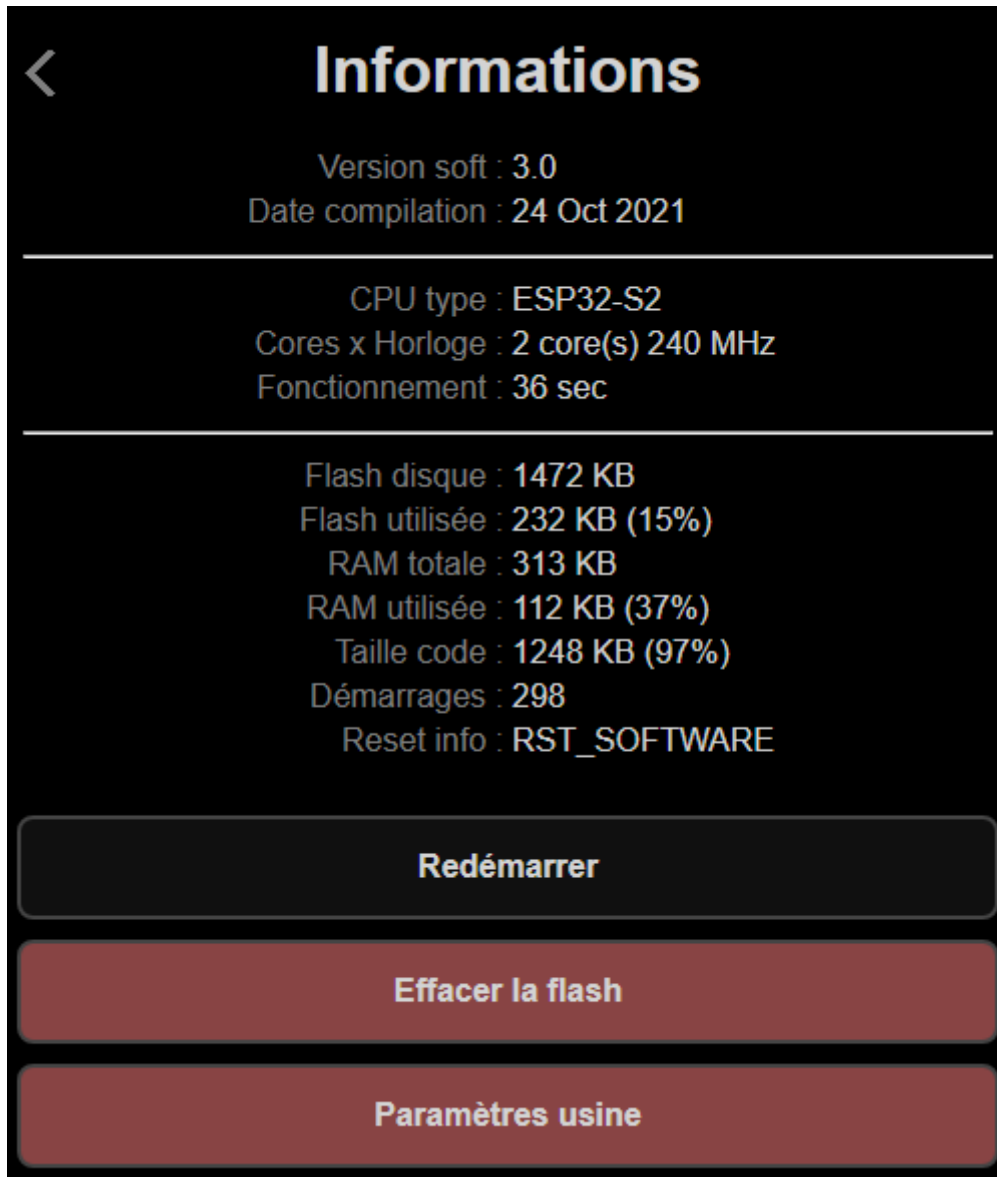 Informations
Version soft : 3.0
Date compilation : 24 Oct 2021
CPU type : ESP32-S2
Cores x Horloge : 2 core(s) 240 MHz
Fonctionnement : 36 sec
Flash disque : 1472 KB
Flash utilisée : 232 KB (15%)
RAM totale : 313 KB
RAM utilisée : 112 KB (37%)
Taille code : 1248 KB (97%)
Démarrages : 298
Reset info : RST_SOFTWARE
Redémarrer
Effacer la flash
Paramètres usine